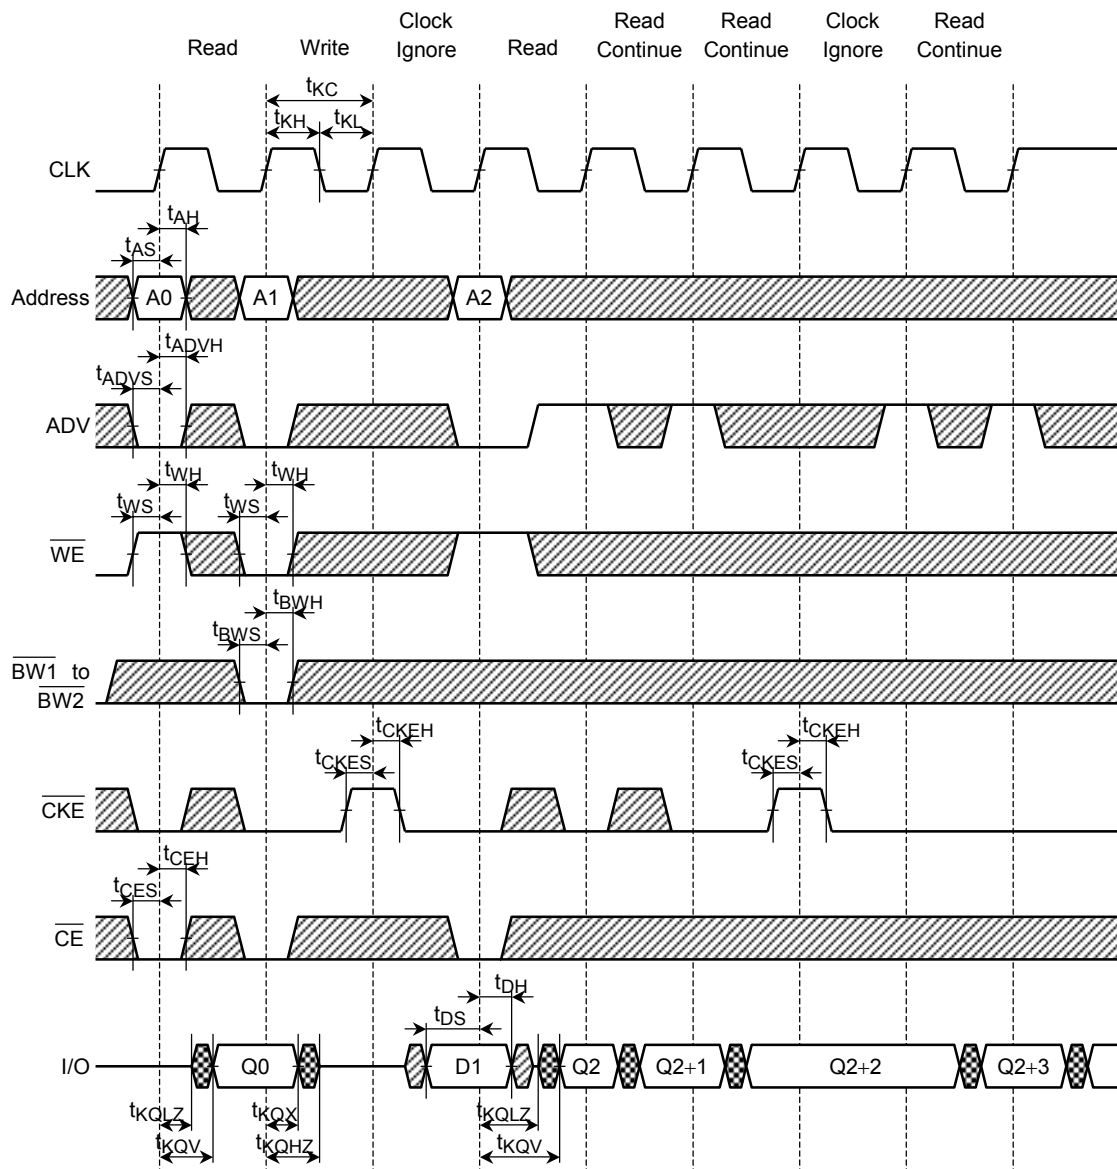 Clock Read Read Clock Read
Read Write Ignore Read Continue Continue Ignore Continue
tKC
tKH tKL
CLK
tAH
tAS
Address A0 A1 A2
tADVH
tADVS
ADV
tWH tWH
tWS tWS
WE
tBWH
tBWS
BW1 to
BW2
tCKEH tCKEH
tCKES tCKES
CKE
tCEH
tCES
CE
tDH
tDS
I/O Q0 D1 Q2 Q2+1 Q2+2 Q2+3
tKQLZ tKQX tKQLZ
tKQV tKQHZ tKQV